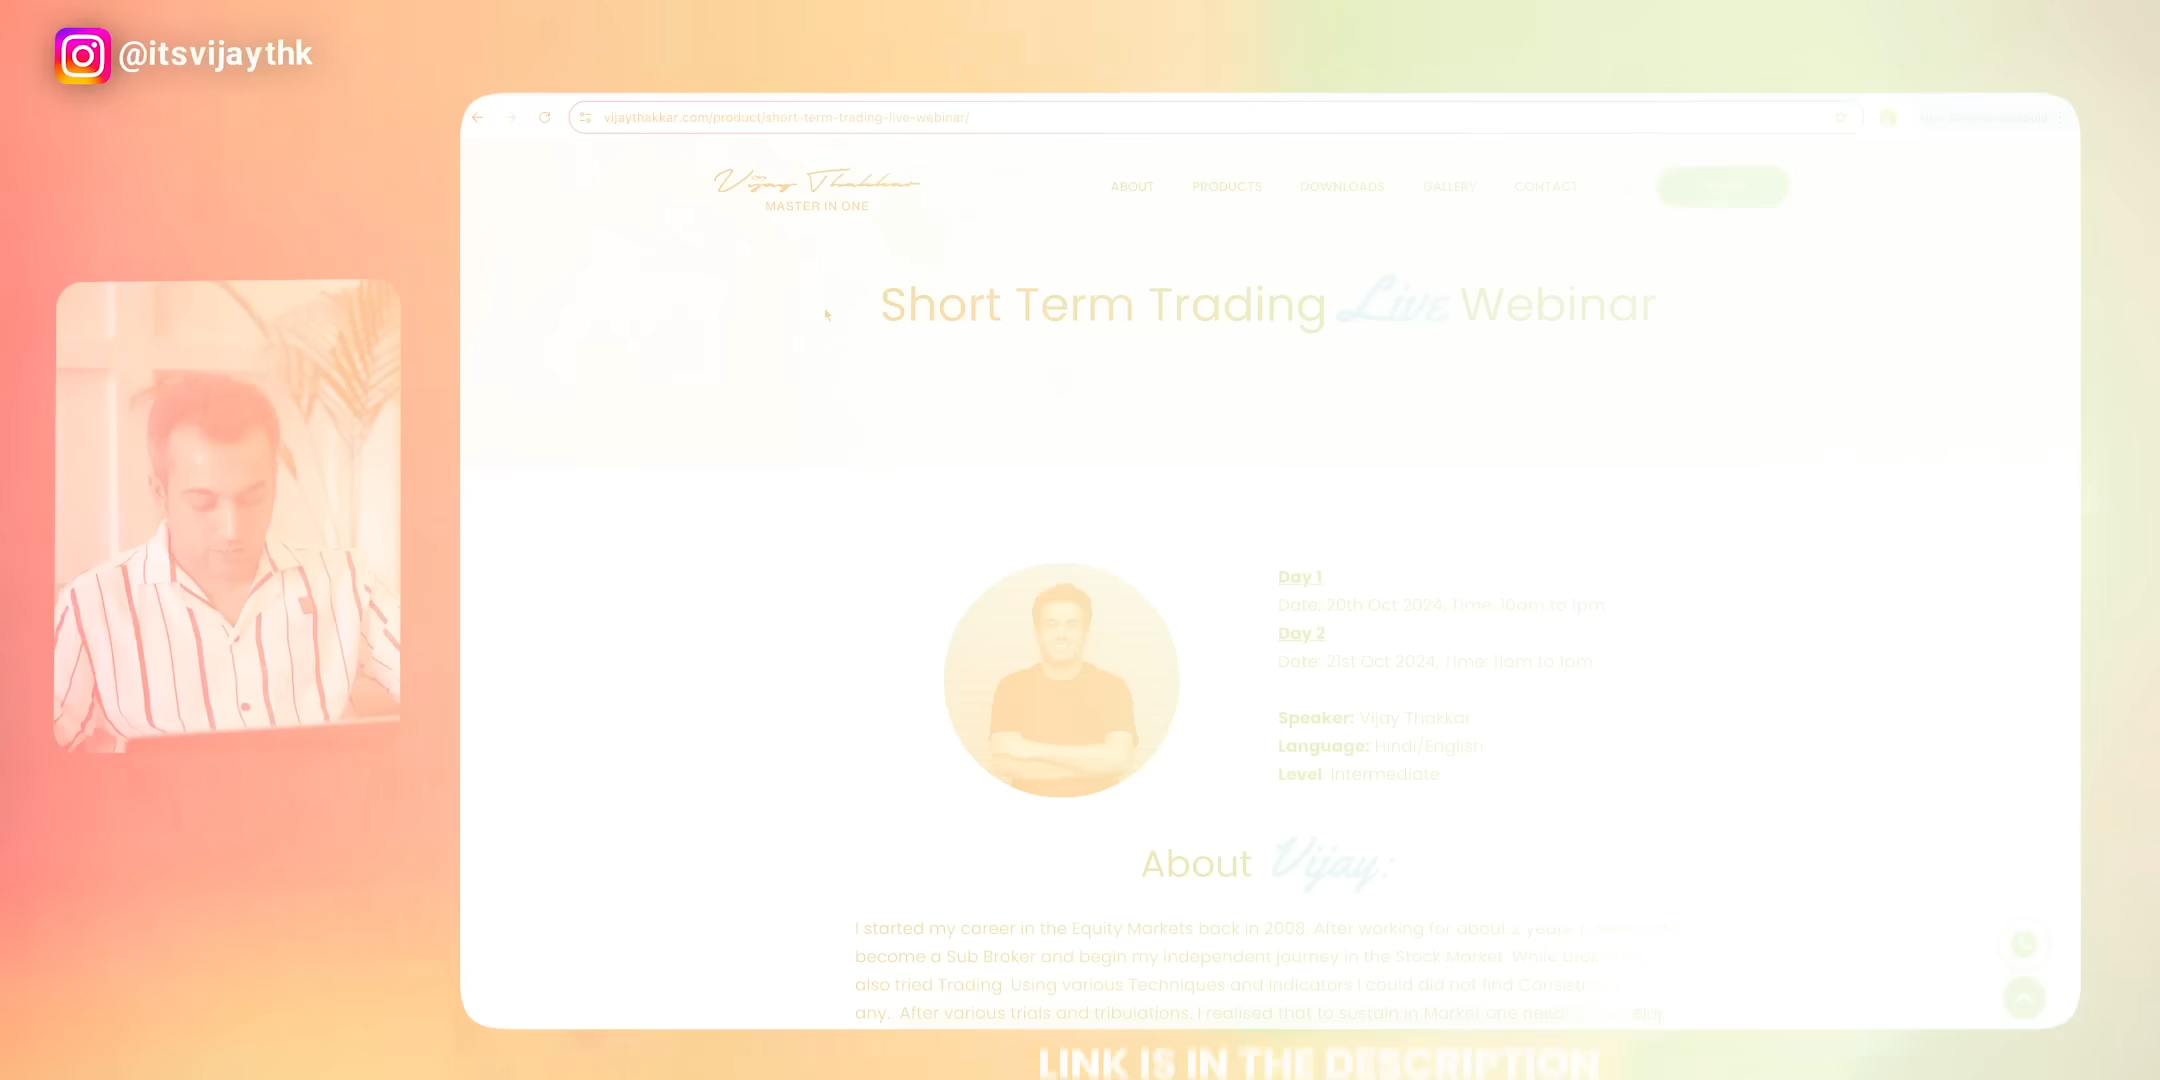 @itsvijaythk
vijaythakkar.com/product/short-term-trading-live-webinar/
Vijay Thakkar
MASTER IN ONE
ABOUT PRODUCTS DOWNLOADS GALLERY CONTACT
Short Term Trading Live Webinar
Day 1
Date: 20th Oct 2024, Time: 10am to 1pm
Day 2
Date: 21st Oct 2024, Time: 11am to 1pm
Speaker: Vijay Thakkar
Language: Hindi/English
Level: Intermediate
About Vijay:
I started my career in the Equity Markets back in 2008. After working for about 2 years
become a Sub Broker and begin my independent journey in the Stock Market. While
also tried Trading. Using various Techniques and Indicators I could did not find
any. After various trials and tribulations, I realised that to sustain in Market one
LINK IS IN THE DESCRIPTION